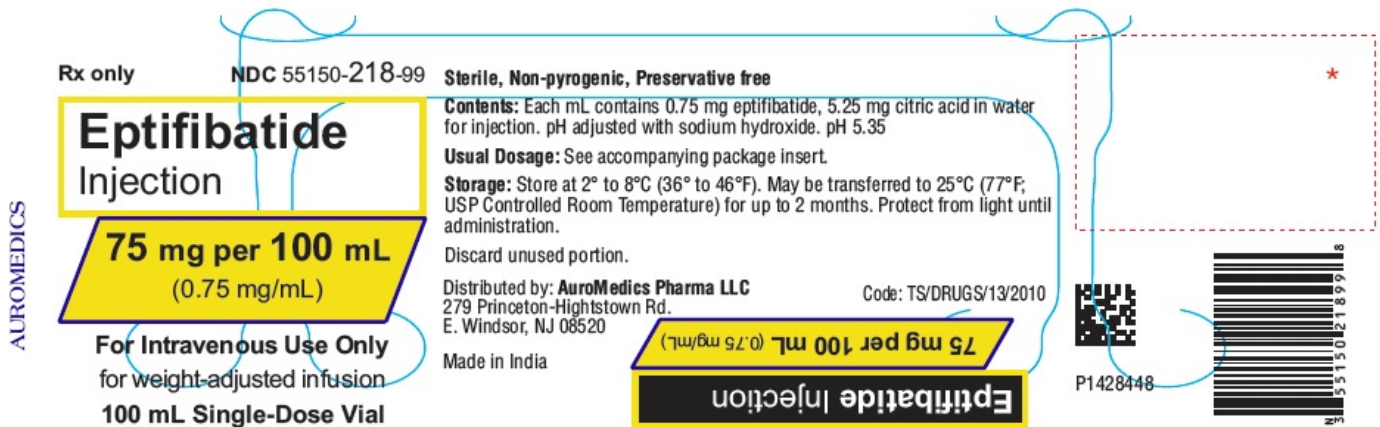 AUROMEDICS
Rx only
NDC 55150-218-99
Eptifibatide
Injection
75 mg per 100 mL
(0.75 mg/mL)
For Intravenous Use Only
for weight-adjusted infusion
100 mL Single-Dose Vial
Sterile, Non-pyrogenic, Preservative free
Contents: Each mL contains 0.75 mg eptifibatide, 5.25 mg citric acid in water
for injection. pH adjusted with sodium hydroxide. pH 5.35
Usual Dosage: See accompanying package insert.
Storage: Store at 2° to 8°C (36° to 46°F). May be transferred to 25°C (77°F;
USP Controlled Room Temperature) for up to 2 months. Protect from light until
administration.
Discard unused portion.
Distributed by: AuroMedics Pharma LLC
279 Princeton-Hightstown Rd.
E. Windsor, NJ 08520
Made in India
Code: TS/DRUGS/13/2010
Eptifibatide Injection
75 mg per 100 mL (0.75 mg/mL)
*
P1428448
N
3 55150 21899 8